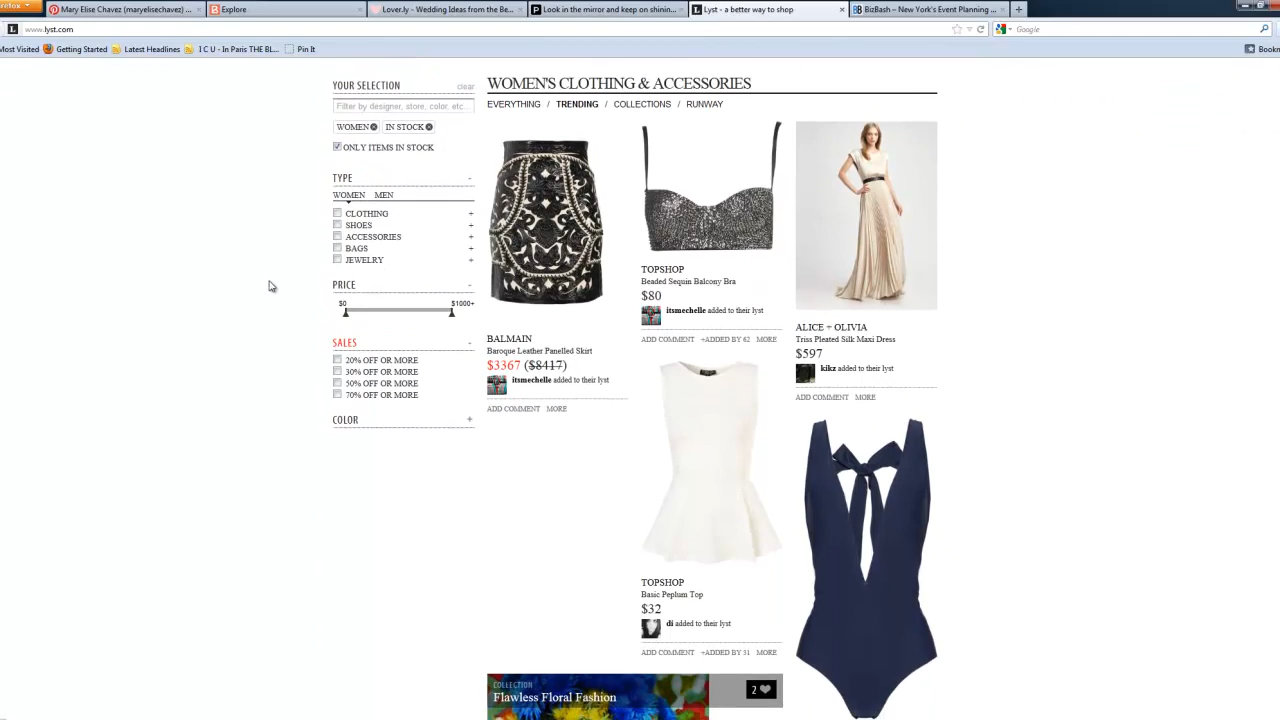 refox
Mary Elise Chavez (maryelisechavez) ...
Explore
Lover.ly - Wedding Ideas from the Be...
Look in the mirror and keep on shinin...
Lyst - a better way to shop
BizBash – New York's Event Planning ...
www.lyst.com
Google
Most Visited
Getting Started
Latest Headlines
I C U - In Paris THE BL...
Pin It
Bookm
YOUR SELECTION
clear
Filter by designer, store, color, etc...
WOMEN
IN STOCK
ONLY ITEMS IN STOCK
TYPE
WOMEN MEN
CLOTHING +
SHOES +
ACCESSORIES +
BAGS +
JEWELRY +
PRICE -
$0 $1000+
SALES -
20% OFF OR MORE
30% OFF OR MORE
50% OFF OR MORE
70% OFF OR MORE
COLOR +
WOMEN'S CLOTHING & ACCESSORIES
EVERYTHING / TRENDING / COLLECTIONS / RUNWAY
BALMAIN
Baroque Leather Panelled Skirt
$3367 ($8417)
itsmechelle added to their lyst
ADD COMMENT MORE
TOPSHOP
Beaded Sequin Balcony Bra
$80
itsmechelle added to their lyst
ADD COMMENT +ADDED BY 62 MORE
TOPSHOP
Basic Peplum Top
$32
di added to their lyst
ADD COMMENT +ADDED BY 31 MORE
ALICE + OLIVIA
Triss Pleated Silk Maxi Dress
$597
kikz added to their lyst
ADD COMMENT MORE
COLLECTION
Flawless Floral Fashion
2